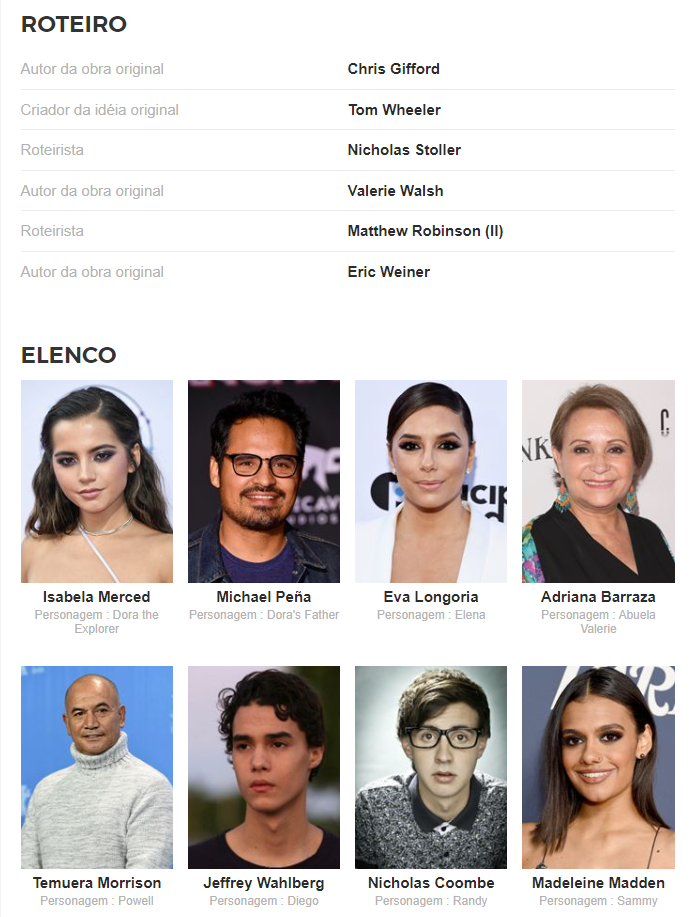 ROTEIRO
Autor da obra original Chris Gifford
Criador da idéia original Tom Wheeler
Roteirista Nicholas Stoller
Autor da obra original Valerie Walsh
Roteirista Matthew Robinson (II)
Autor da obra original Eric Weiner
ELENCO
Isabela Merced
Personagem : Dora the
Explorer
Michael Peña
Personagem : Dora's Father
Eva Longoria
Personagem : Elena
Adriana Barraza
Personagem : Abuela
Valerie
Temuera Morrison
Personagem : Powell
Jeffrey Wahlberg
Personagem : Diego
Nicholas Coombe
Personagem : Randy
Madeleine Madden
Personagem : Sammy